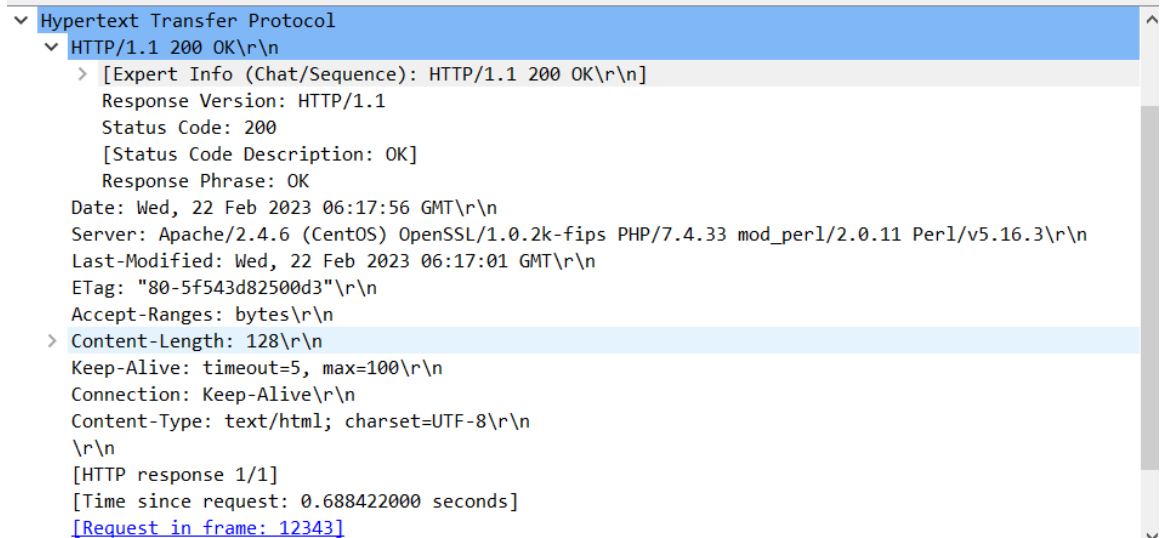 Hypertext Transfer Protocol
HTTP/1.1 200 OK\r\n
[Expert Info (Chat/Sequence): HTTP/1.1 200 OK\r\n]
Response Version: HTTP/1.1
Status Code: 200
[Status Code Description: OK]
Response Phrase: OK
Date: Wed, 22 Feb 2023 06:17:56 GMT\r\n
Server: Apache/2.4.6 (CentOS) OpenSSL/1.0.2k-fips PHP/7.4.33 mod_perl/2.0.11 Perl/v5.16.3\r\n
Last-Modified: Wed, 22 Feb 2023 06:17:01 GMT\r\n
ETag: "80-5f543d82500d3"\r\n
Accept-Ranges: bytes\r\n
Content-Length: 128\r\n
Keep-Alive: timeout=5, max=100\r\n
Connection: Keep-Alive\r\n
Content-Type: text/html; charset=UTF-8\r\n
\r\n
[HTTP response 1/1]
[Time since request: 0.688422000 seconds]
[Request in frame: 12343]